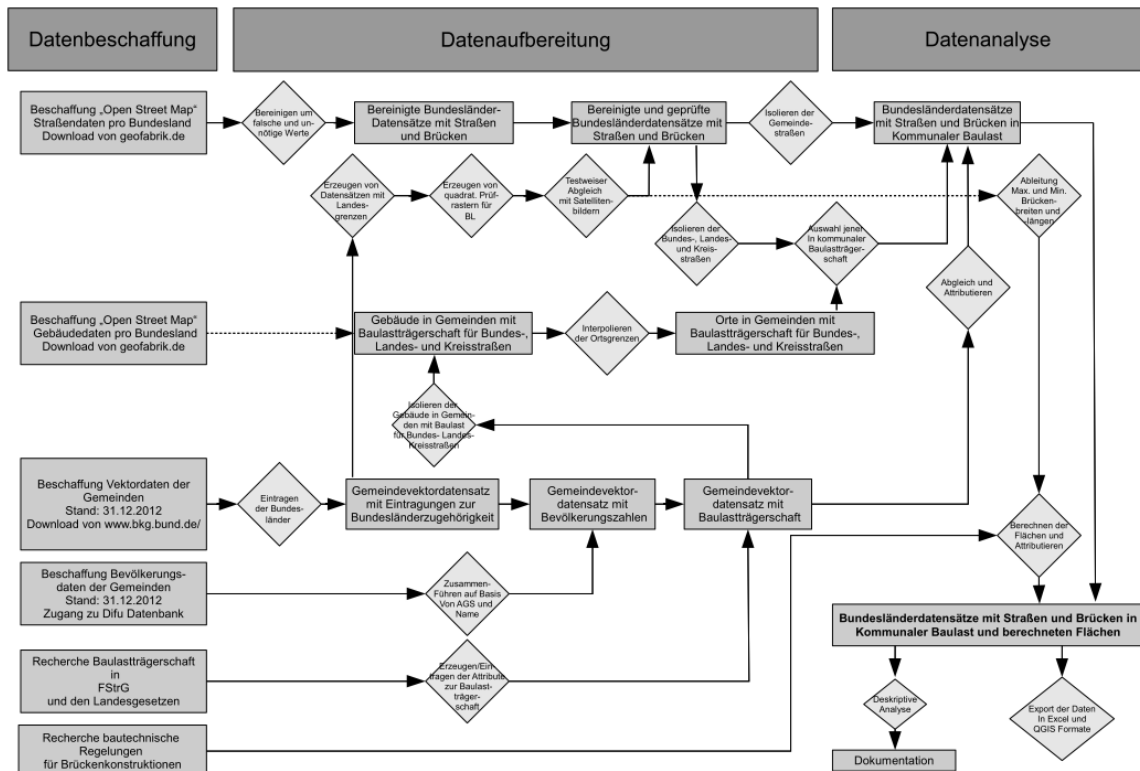 Datenbeschaffung
Datenaufbereitung
Datenanalyse
Beschaffung „Open Street Map“
Straßendaten pro Bundesland
Download von geofabrik.de
Bereinigen um
falsche und un-
nötige Werte
Bereinigte Bundesländer-
Datensätze mit Straßen
und Brücken
Bereinigte und geprüfte
Bundesländerdatensätze mit
Straßen und Brücken
Isolieren der
Gemeinde-
straßen
Bundesländerdatensätze
mit Straßen und Brücken in
Kommunaler Baulast
Erzeugen von
Datensätzen mit
Landes-
grenzen
Erzeugen von
quadrat. Prüf-
rastern für
BL
Testweiser
Abgleich
mit Satelliten-
bildern
Ableitung
Max. und Min.
Brücken-
breiten und
-längen
Isolieren der
Bundes-, Landes-
und Kreis-
straßen
Auswahl jener
In kommunaler
Baulastträger-
schaft
Abgleich und
Attributieren
Beschaffung „Open Street Map“
Gebäudedaten pro Bundesland
Download von geofabrik.de
Gebäude in Gemeinden mit
Baulastträgerschaft für Bundes-,
Landes- und Kreisstraßen
Interpolieren
der Ortsgrenzen
Orte in Gemeinden mit
Baulastträgerschaft für Bundes-,
Landes- und Kreisstraßen
Isolieren der
Gebäude in Gemein-
den mit Baulast
für Bundes- Landes-
Kreisstraßen
Beschaffung Vektordaten der
Gemeinden
Stand: 31.12.2012
Download von www.bkg.bund.de/
Eintragen
der Bundes-
länder
Gemeindevektordatensatz
mit Eintragungen zur
Bundesländerzugehörigkeit
Gemeindevektor-
datensatz mit
Bevölkerungszahlen
Gemeindevektor-
datensatz mit
Baulastträgerschaft
Berechnen der
Flächen und
Attributieren
Beschaffung Bevölkerungs-
daten der Gemeinden
Stand: 31.12.2012
Zugang zu Difu Datenbank
Zusammen-
Führen auf Basis
Von AGS und
Name
Bundesländerdatensätze mit Straßen und Brücken in
Kommunaler Baulast und berechneten Flächen
Recherche Baulastträgerschaft
in
FStrG
und den Landesgesetzen
Erzeugen/Ein
tragen der Attribute
zur Baulast-
träger-
schaft
Deskriptive
Analyse
Export der Daten
In Excel und
QGIS Formate
Recherche bautechnische
Regelungen
für Brückenkonstruktionen
Dokumentation